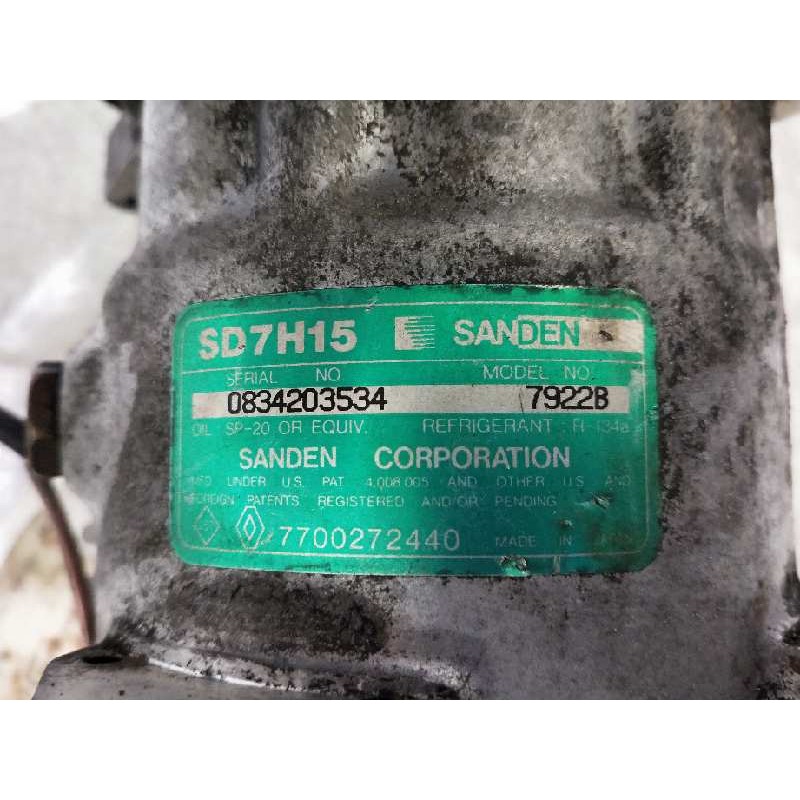 SD7H15 SANDEN
SERIAL NO. MODEL NO.
0834203534 7922B
OIL SP-20 OR EQUIV. REFRIGERANT : R-134a
SANDEN CORPORATION
MFD UNDER U.S. PAT. 4,008,005 AND OTHER U.S. AND
FOREIGN PATENTS REGISTERED AND/OR PENDING
7700272440 MADE IN JAPAN